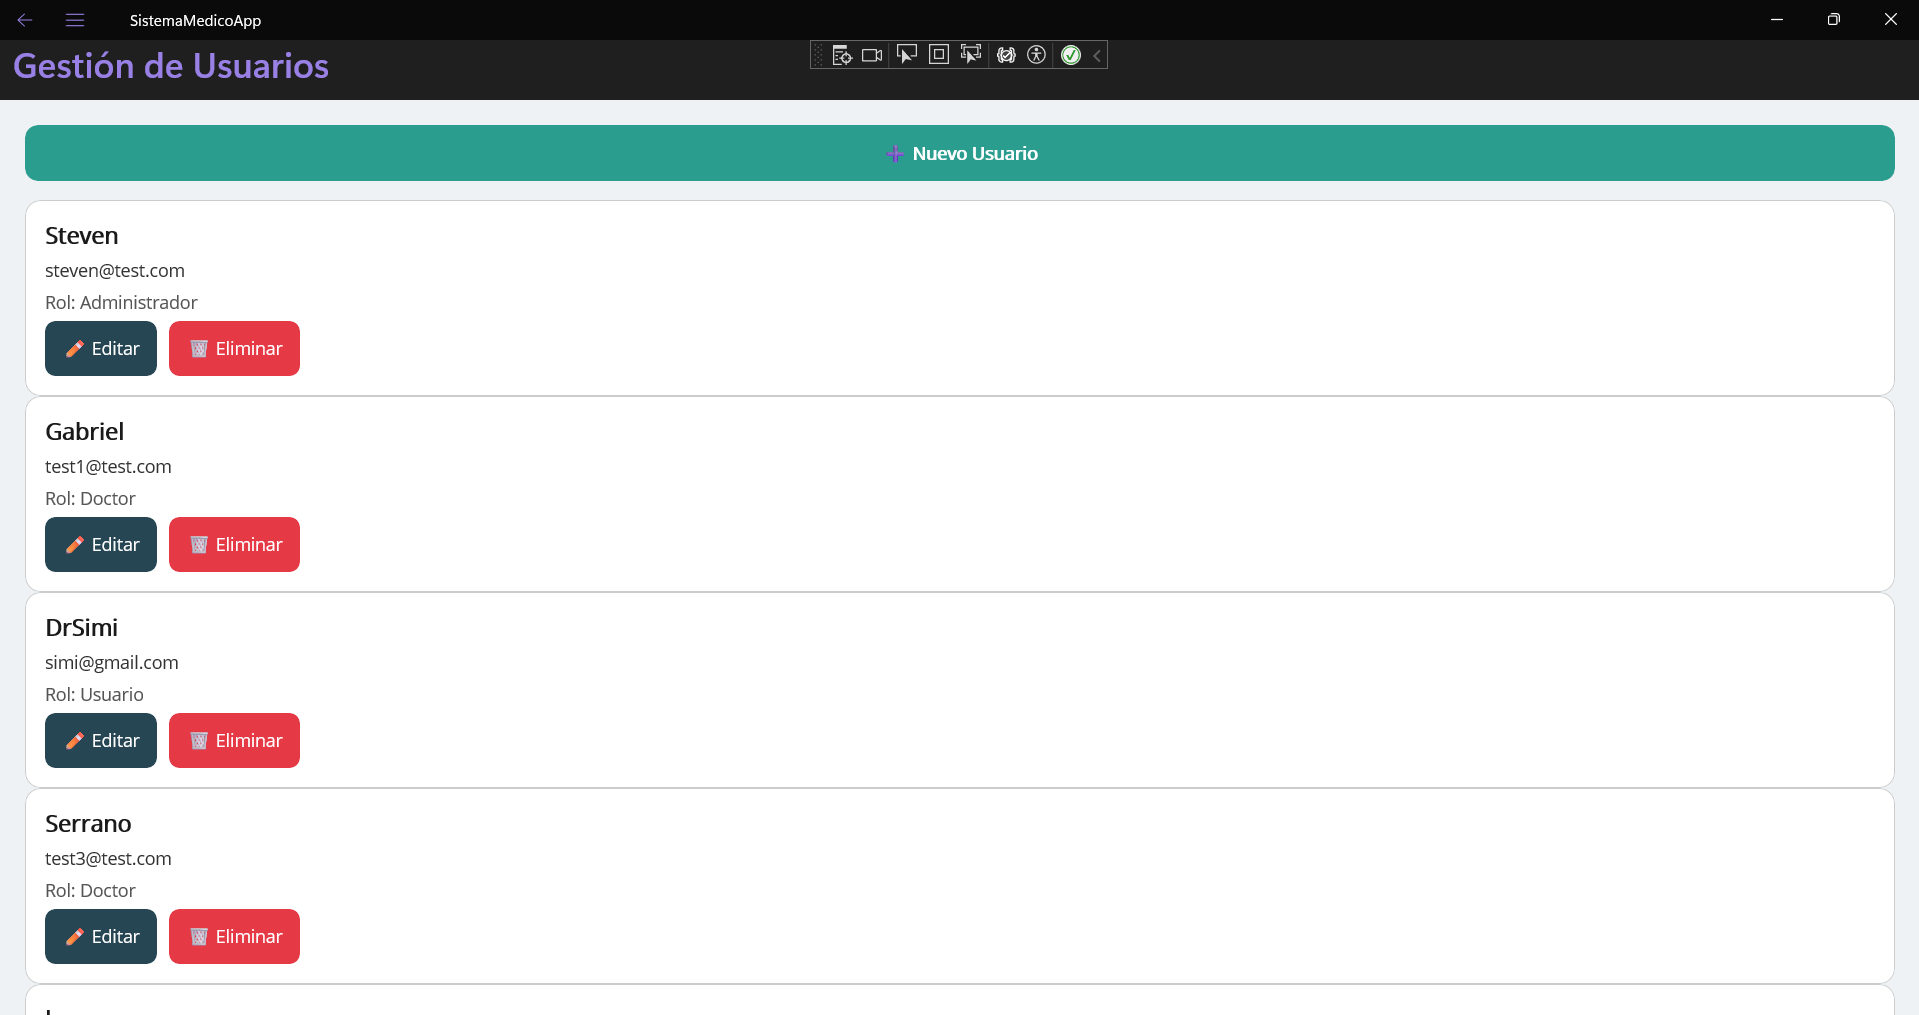 SistemaMedicoApp
Gestión de Usuarios
Nuevo Usuario
Steven
steven@test.com
Rol: Administrador
Editar Eliminar
Gabriel
test1@test.com
Rol: Doctor
Editar Eliminar
DrSimi
simi@gmail.com
Rol: Usuario
Editar Eliminar
Serrano
test3@test.com
Rol: Doctor
Editar Eliminar